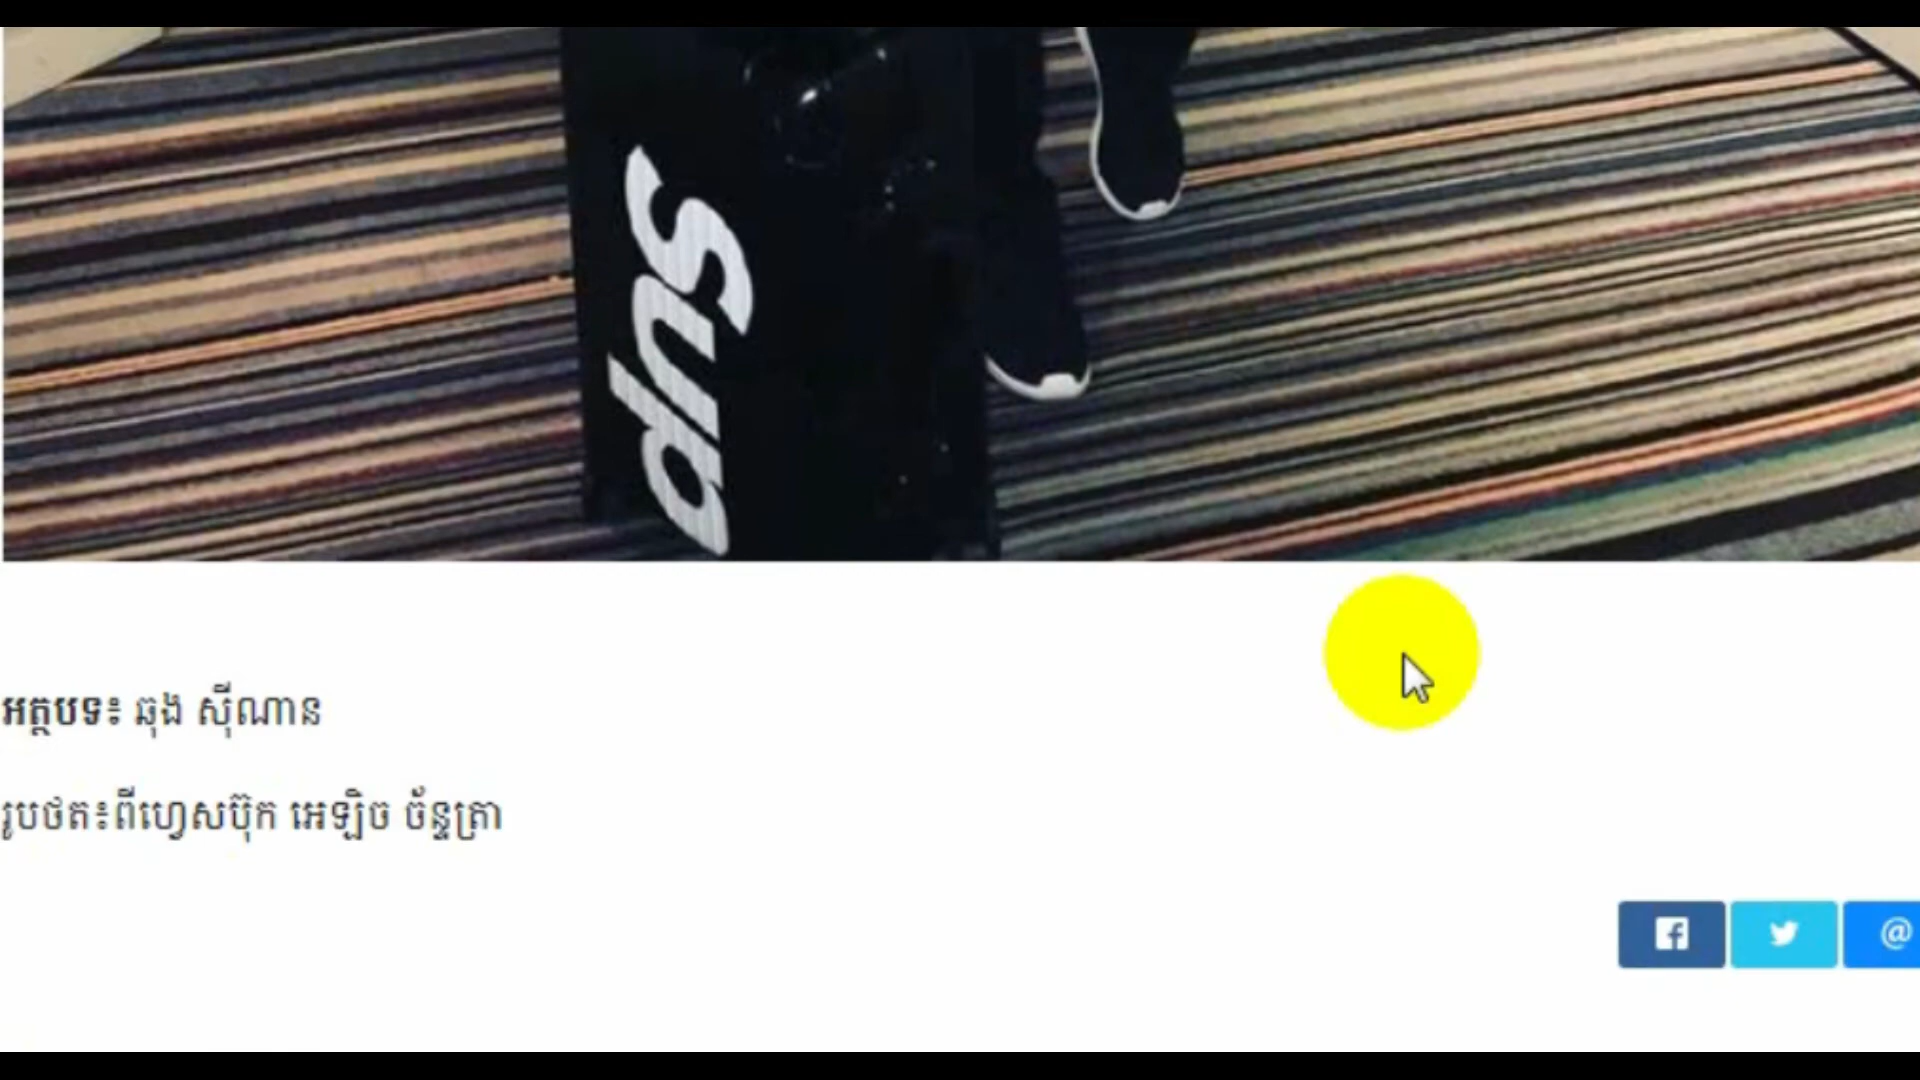 sup
អត្ថបទ៖ ឆុង ស៊ីណាន
រូបថត៖ពីហ្វេសប៊ុក អេឡិច ច័ន្ទត្រា